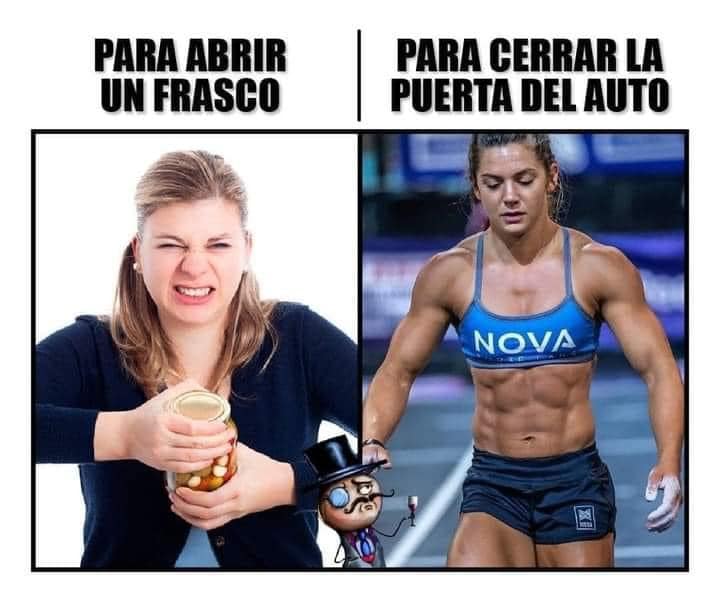 PARA ABRIR
UN FRASCO
PARA CERRAR LA
PUERTA DEL AUTO
NOVA